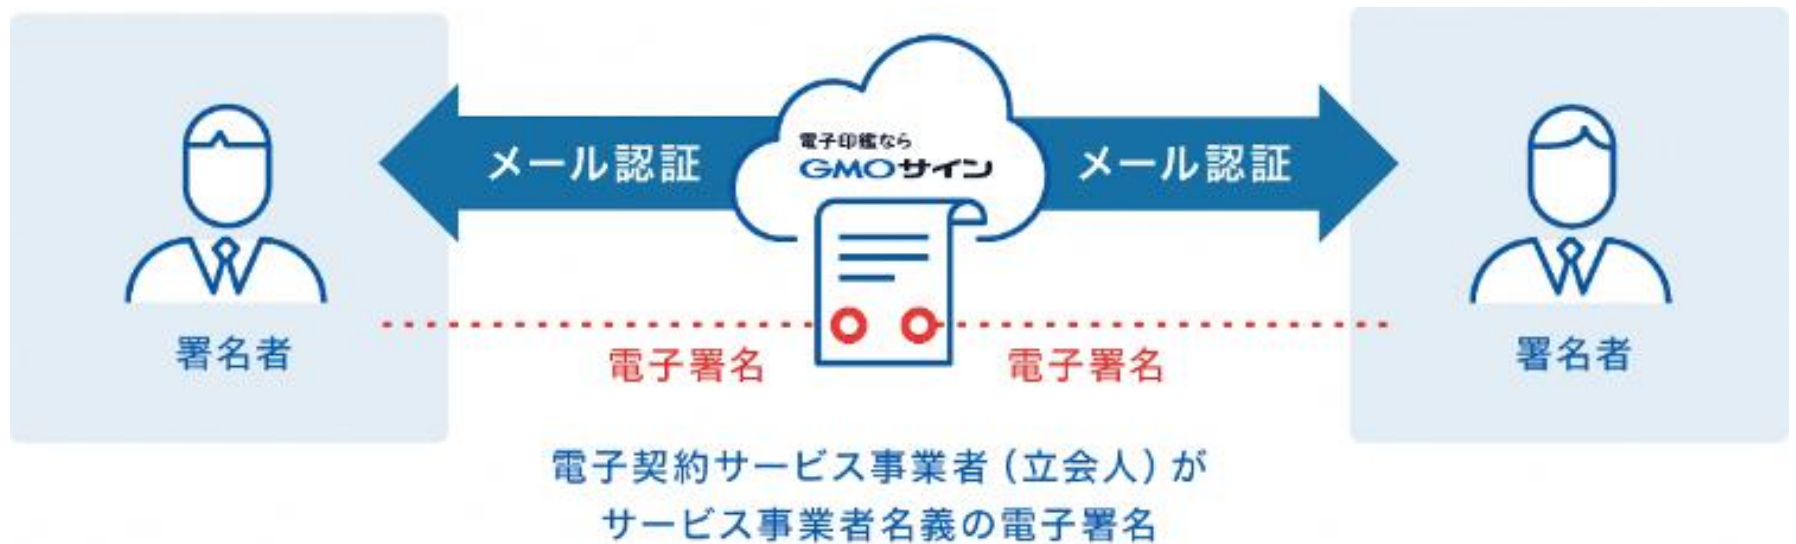 電子印鑑なら
GMOサイン
メール認証
メール認証
署名者
電子署名
電子署名
署名者
電子契約サービス事業者（立会人）が
サービス事業者名義の電子署名